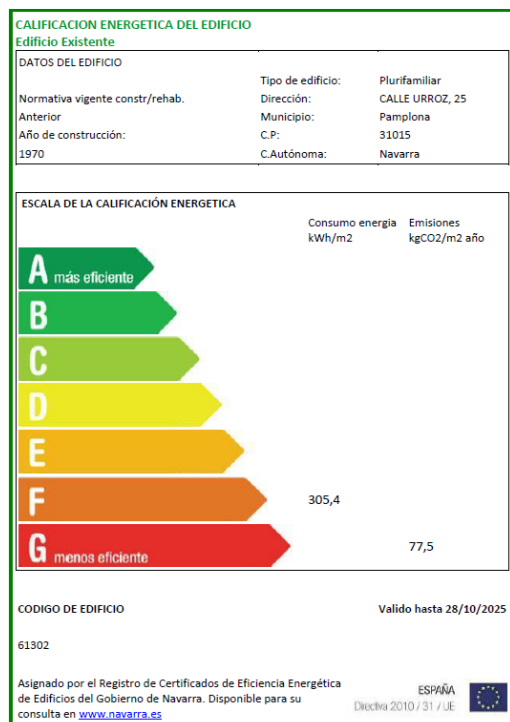 CALIFICACION ENERGETICA DEL EDIFICIO
Edificio Existente
DATOS DEL EDIFICIO
Tipo de edificio: Plurifamiliar
Normativa vigente constr/rehab. Dirección: CALLE URROZ, 25
Anterior Municipio: Pamplona
Año de construcción: C.P: 31015
1970 C.Autónoma: Navarra
ESCALA DE LA CALIFICACIÓN ENERGETICA
Consumo energia Emisiones
kWh/m2 kgCO2/m2 año
A más eficiente
B
C
D
E
F 305,4
G menos eficiente 77,5
CODIGO DE EDIFICIO Valido hasta 28/10/2025
61302
Asignado por el Registro de Certificados de Eficiencia Energética
de Edificios del Gobierno de Navarra. Disponible para su
consulta en www.navarra.es
ESPAÑA
Directiva 2010 / 31 / UE